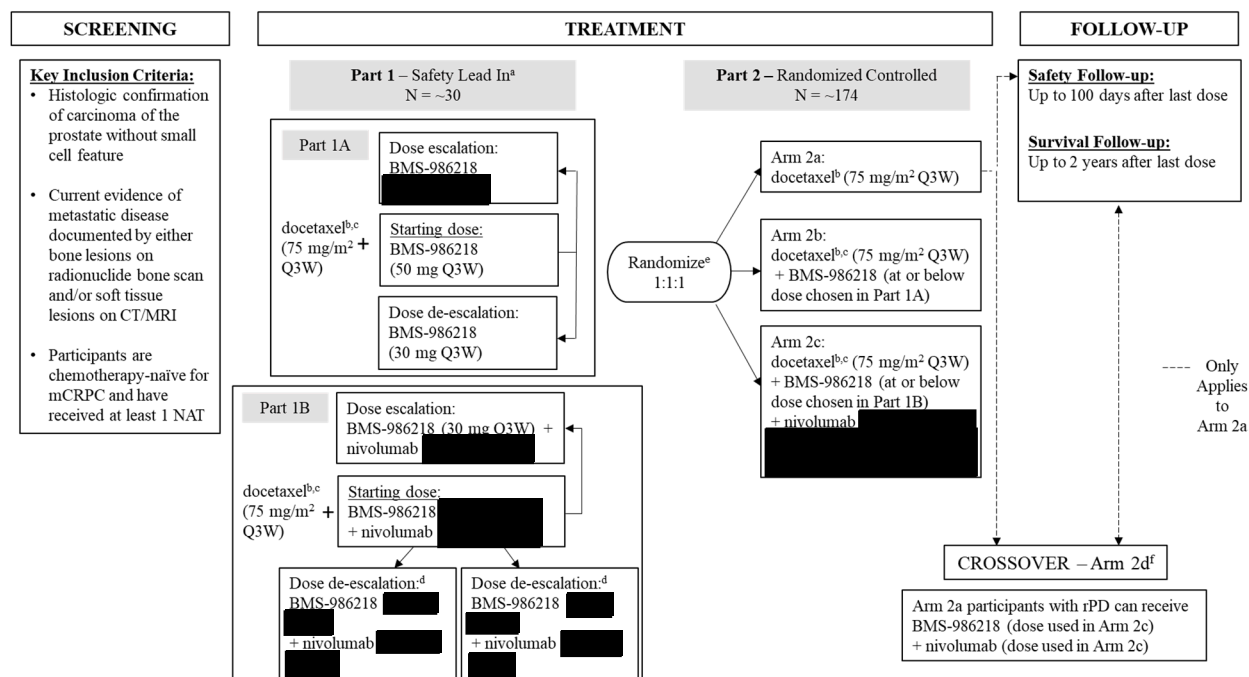 SCREENING
TREATMENT
FOLLOW-UP
Key Inclusion Criteria:
• Histologic confirmation
of carcinoma of the
prostate without small
cell feature
• Current evidence of
metastatic disease
documented by either
bone lesions on
radionuclide bone scan
and/or soft tissue
lesions on CT/MRI
• Participants are
chemotherapy-naïve for
mCRPC and have
received at least 1 NAT
Part 1 – Safety Lead Inᵃ
N = ~30
Part 1A
docetaxelᵇ,ᶜ
(75 mg/m² +
Q3W)
Dose escalation:
BMS-986218
Starting dose:
BMS-986218
(50 mg Q3W)
Dose de-escalation:
BMS-986218
(30 mg Q3W)
Part 1B
docetaxelᵇ,ᶜ
(75 mg/m² +
Q3W)
Dose escalation:
BMS-986218 (30 mg Q3W) +
nivolumab
Starting dose:
BMS-986218
+ nivolumab
Dose de-escalation:ᵈ
BMS-986218
+ nivolumab
Dose de-escalation:ᵈ
BMS-986218
+ nivolumab
Part 2 – Randomized Controlled
N = ~174
Randomizeᵉ
1:1:1
Arm 2a:
docetaxelᵇ (75 mg/m² Q3W)
Arm 2b:
docetaxelᵇ,ᶜ (75 mg/m² Q3W)
+ BMS-986218 (at or below
dose chosen in Part 1A)
Arm 2c:
docetaxelᵇ,ᶜ (75 mg/m² Q3W)
+ BMS-986218 (at or below
dose chosen in Part 1B)
+ nivolumab
Safety Follow-up:
Up to 100 days after last dose
Survival Follow-up:
Up to 2 years after last dose
Only
Applies
to
Arm 2a
CROSSOVER – Arm 2dᶠ
Arm 2a participants with rPD can receive
BMS-986218 (dose used in Arm 2c)
+ nivolumab (dose used in Arm 2c)